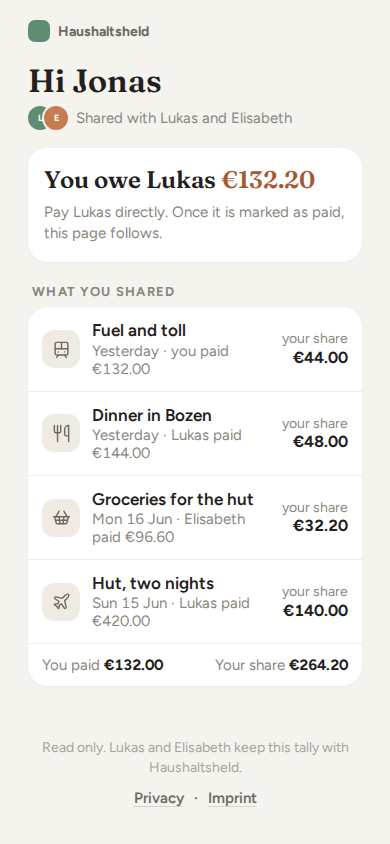 Haushaltsheld
Hi Jonas
L E Shared with Lukas and Elisabeth
You owe Lukas €132.20
Pay Lukas directly. Once it is marked as paid,
this page follows.
WHAT YOU SHARED
Fuel and toll
Yesterday · you paid
€132.00
your share
€44.00
Dinner in Bozen
Yesterday · Lukas paid
€144.00
your share
€48.00
Groceries for the hut
Mon 16 Jun · Elisabeth
paid €96.60
your share
€32.20
Hut, two nights
Sun 15 Jun · Lukas paid
€420.00
your share
€140.00
You paid €132.00
Your share €264.20
Read only. Lukas and Elisabeth keep this tally with
Haushaltsheld.
Privacy · Imprint